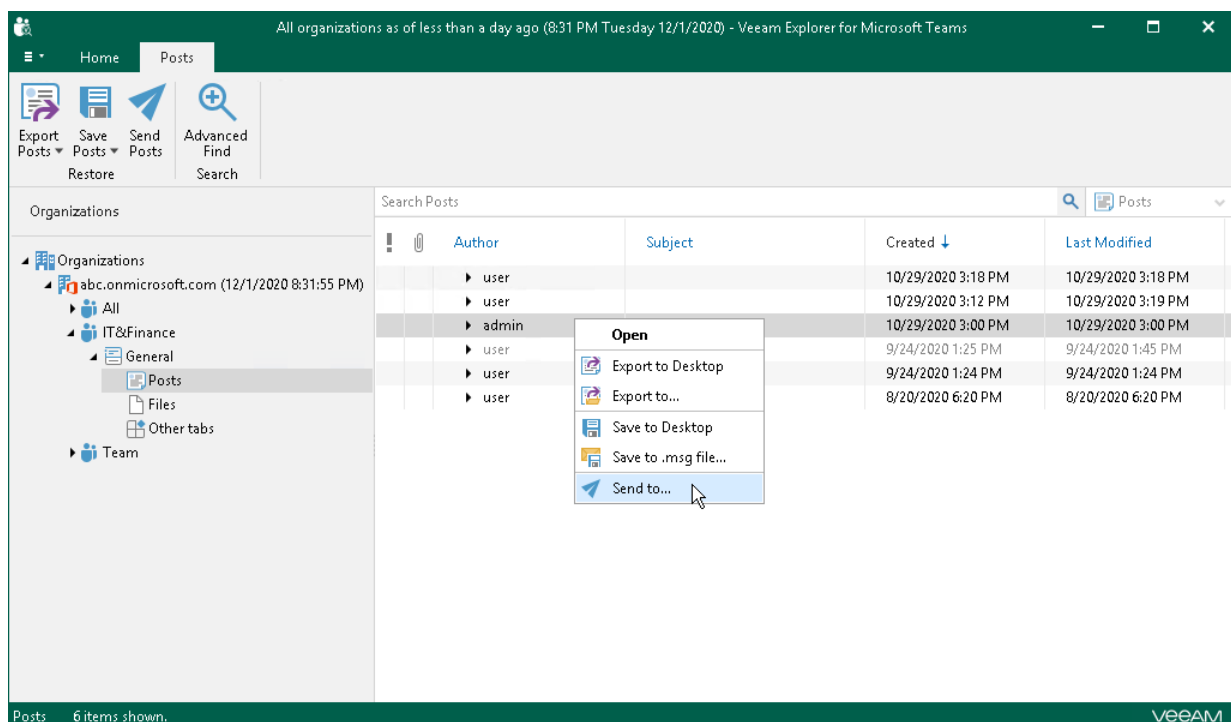 All organizations as of less than a day ago (8:31 PM Tuesday 12/1/2020) - Veeam Explorer for Microsoft Teams
Home Posts
Export Posts
Save Posts
Send Posts
Advanced Find
Restore Search
Organizations
Organizations
abc.onmicrosoft.com (12/1/2020 8:31:55 PM)
All
IT&Finance
General
Posts
Files
Other tabs
Team
Search Posts Posts
Author Subject Created Last Modified
user 10/29/2020 3:18 PM 10/29/2020 3:18 PM
user 10/29/2020 3:12 PM 10/29/2020 3:19 PM
admin 10/29/2020 3:00 PM 10/29/2020 3:00 PM
user 9/24/2020 1:25 PM 9/24/2020 1:45 PM
user 9/24/2020 1:24 PM 9/24/2020 1:24 PM
user 8/20/2020 6:20 PM 8/20/2020 6:20 PM
Open
Export to Desktop
Export to...
Save to Desktop
Save to .msg file...
Send to...
Posts 6 items shown. veeAM